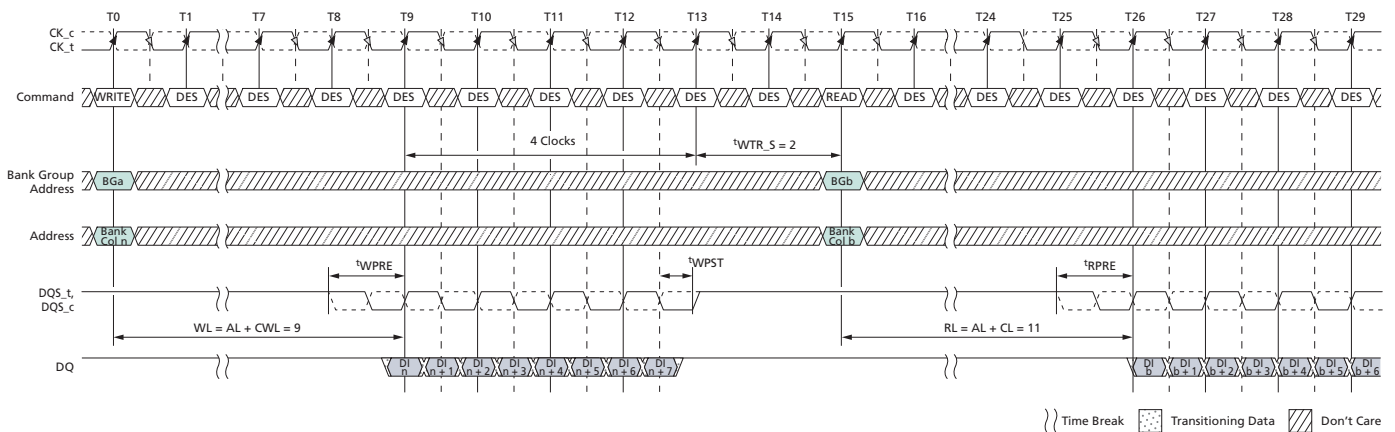 T0 T1 T7 T8 T9 T10 T11 T12 T13 T14 T15 T16 T24 T25 T26 T27 T28 T29
CK_c
CK_t
Command WRITE DES DES DES DES DES DES DES DES DES READ DES DES DES DES DES DES DES
4 Clocks tWTR_S = 2
Bank Group
Address
BGa BGb
Address
Bank
Col n
Bank
Col b
tWPRE tWPST tRPRE
DQS_t,
DQS_c
WL = AL + CWL = 9 RL = AL + CL = 11
DQ
DI
n
DI
n + 1
DI
n + 2
DI
n + 3
DI
n + 4
DI
n + 5
DI
n + 6
DI
n + 7
DI
b
DI
b + 1
DI
b + 2
DI
b + 3
DI
b + 4
DI
b + 5
DI
b + 6
Time Break Transitioning Data Don't Care